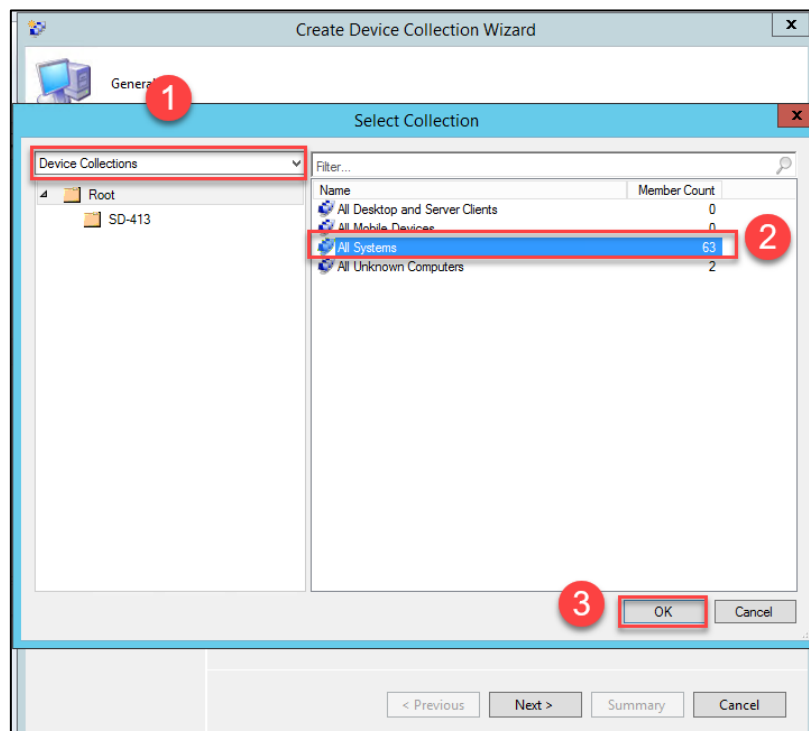 Create Device Collection Wizard
x
General
1
Select Collection
x
Device Collections
Filter...
Root
SD-413
Name Member Count
All Desktop and Server Clients 0
All Mobile Devices 0
All Systems 63
2
All Unknown Computers 2
3
OK Cancel
< Previous Next > Summary Cancel